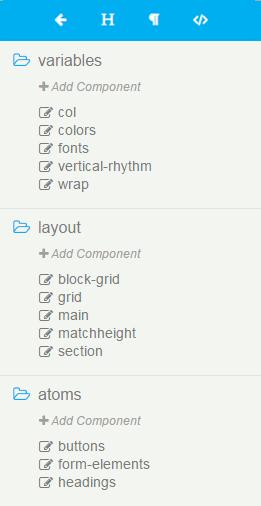 H ¶ </>
variables
+ Add Component
col
colors
fonts
vertical-rhythm
wrap
layout
+ Add Component
block-grid
grid
main
matchheight
section
atoms
+ Add Component
buttons
form-elements
headings